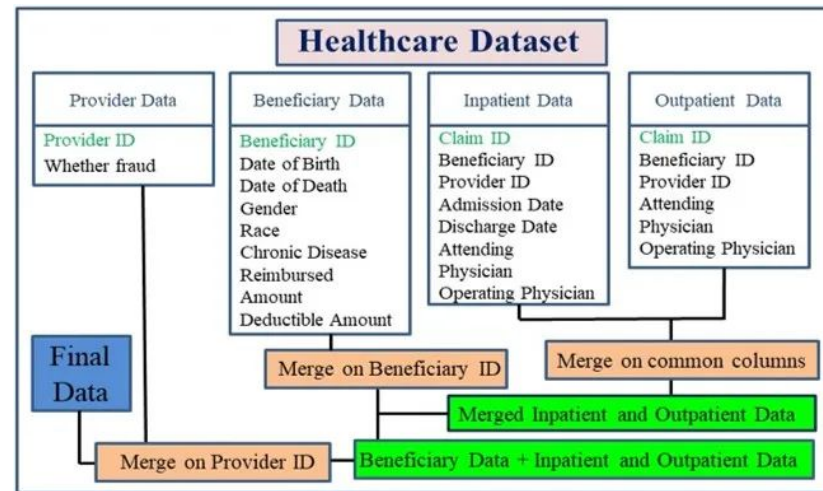 Healthcare Dataset
Provider Data
Provider ID
Whether fraud
Beneficiary Data
Beneficiary ID
Date of Birth
Date of Death
Gender
Race
Chronic Disease
Reimbursed
Amount
Deductible Amount
Inpatient Data
Claim ID
Beneficiary ID
Provider ID
Admission Date
Discharge Date
Attending
Physician
Operating Physician
Outpatient Data
Claim ID
Beneficiary ID
Provider ID
Attending
Physician
Operating Physician
Final
Data
Merge on Beneficiary ID
Merge on common columns
Merged Inpatient and Outpatient Data
Merge on Provider ID
Beneficiary Data + Inpatient and Outpatient Data